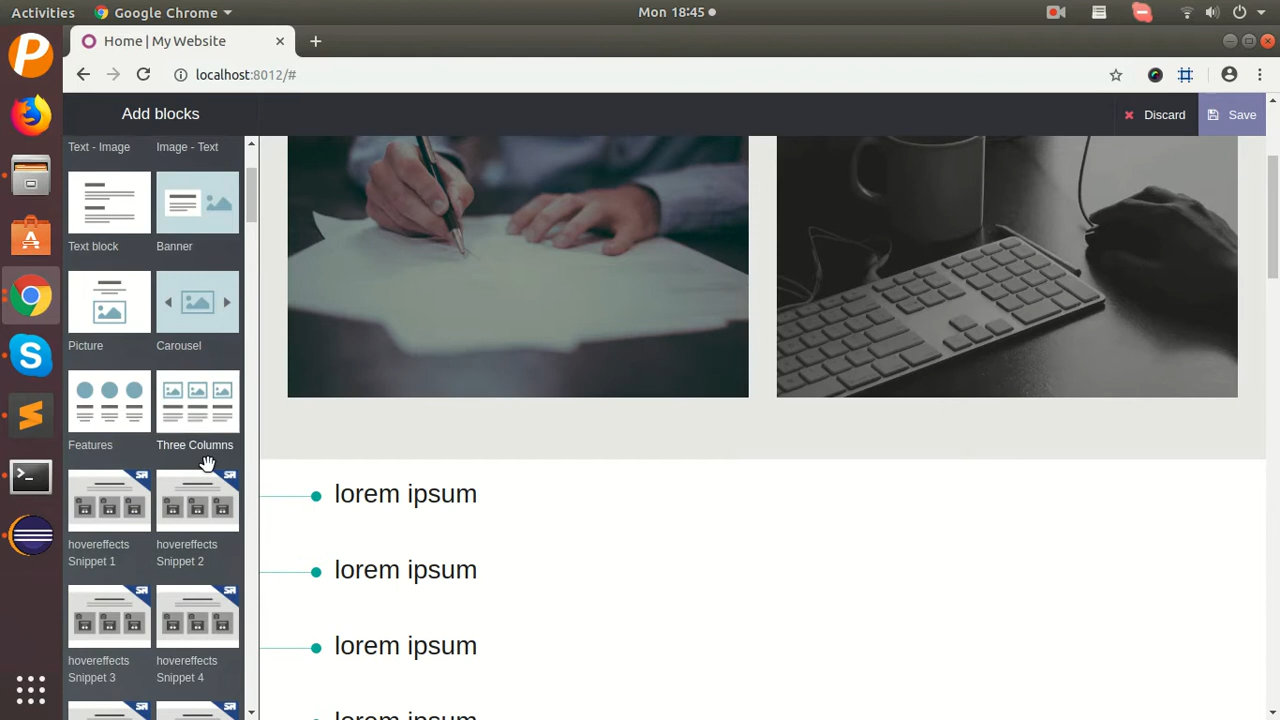 Activities
Google Chrome
Mon 18:45
Home | My Website
localhost:8012/#
Add blocks
Discard
Save
Text - Image
Image - Text
Text block
Banner
Picture
Carousel
Features
Three Columns
hovereffects
Snippet 1
hovereffects
Snippet 2
hovereffects
Snippet 3
hovereffects
Snippet 4
lorem ipsum
lorem ipsum
lorem ipsum
lorem ipsum